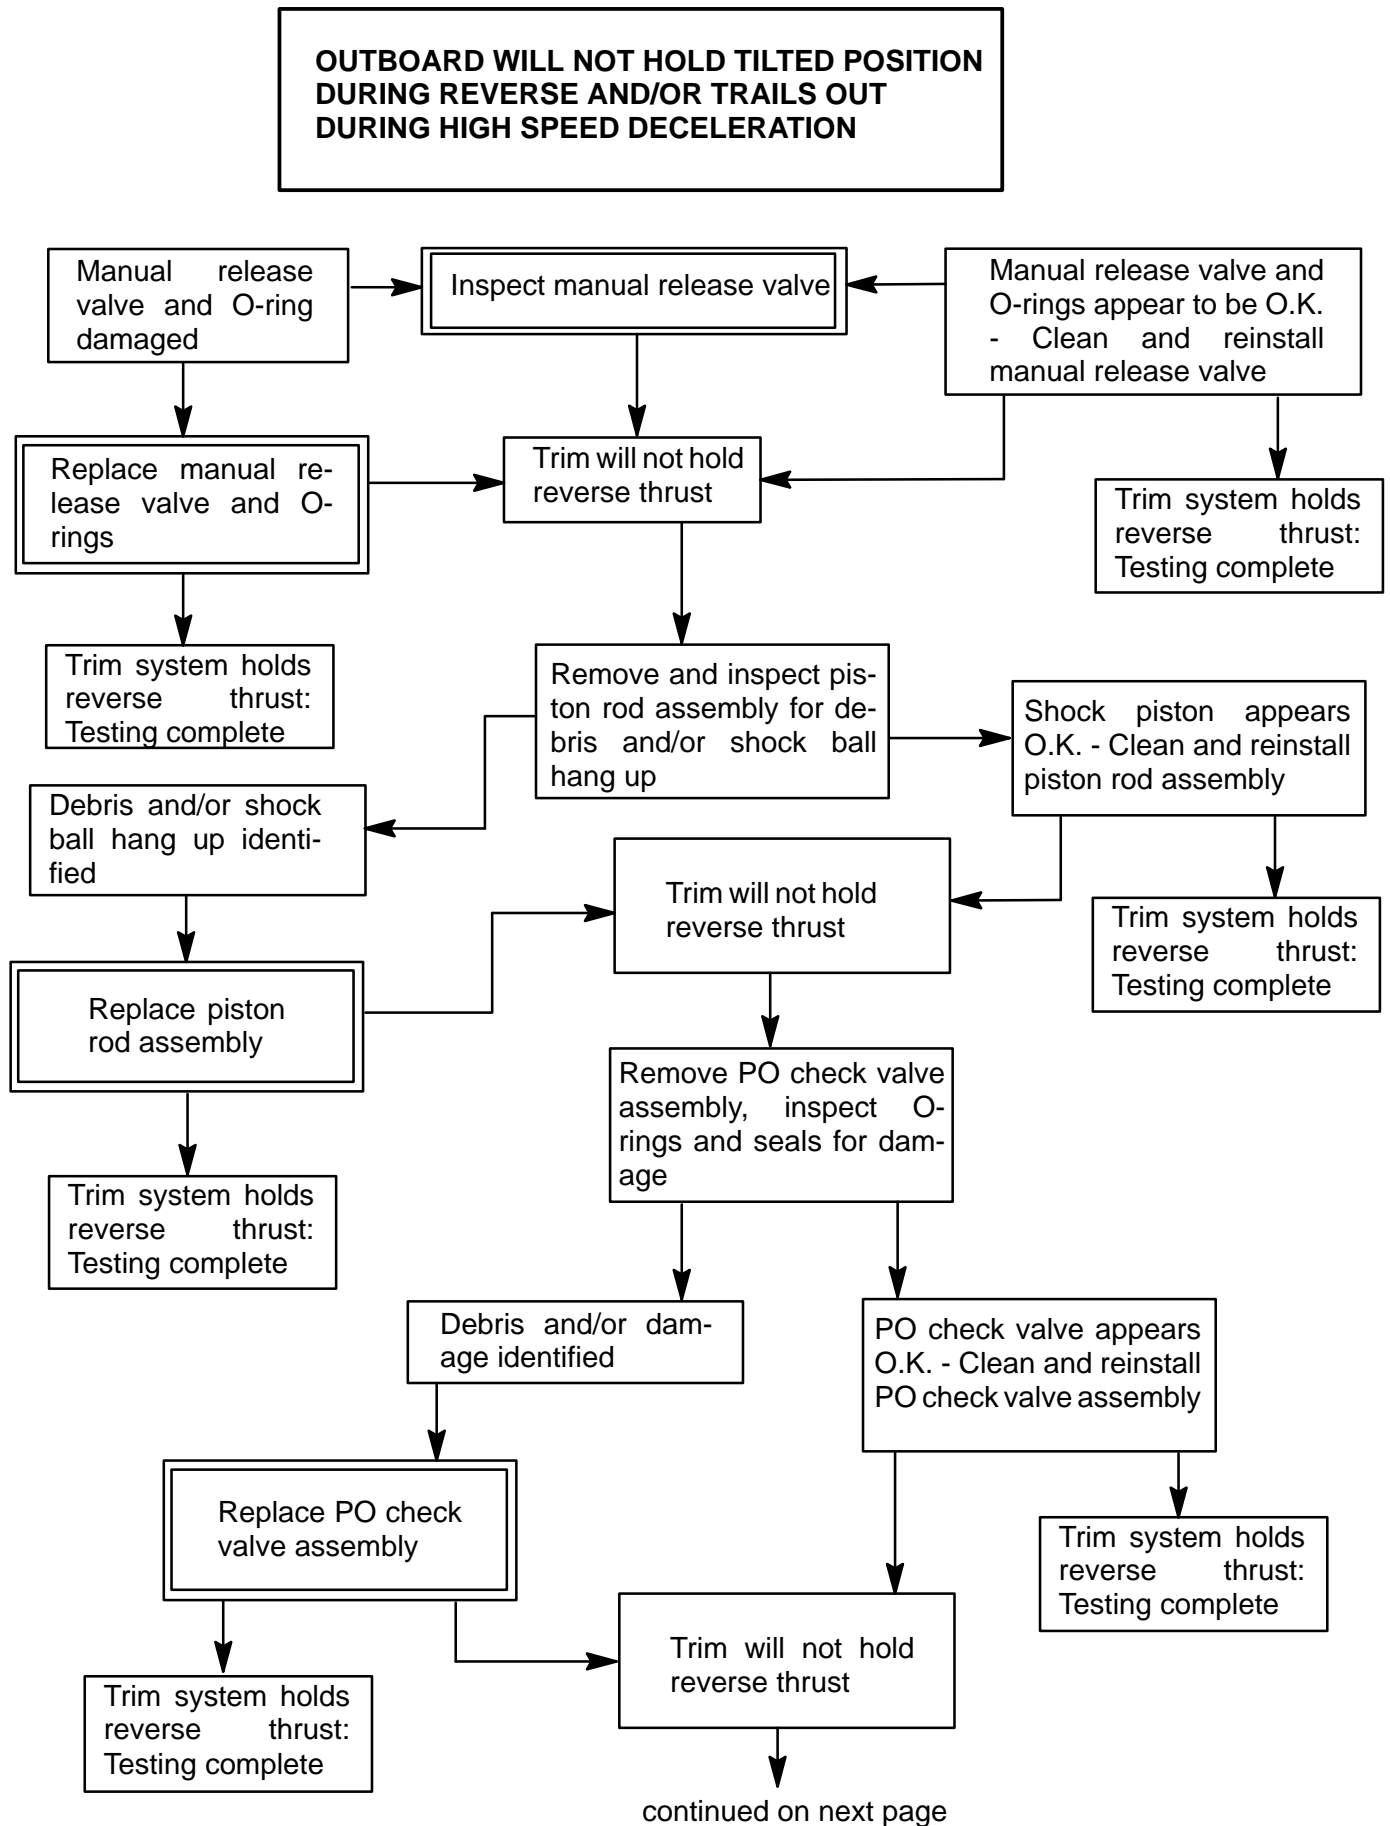 OUTBOARD WILL NOT HOLD TILTED POSITION
DURING REVERSE AND/OR TRAILS OUT
DURING HIGH SPEED DECELERATION
Manual release
valve and O-ring
damaged
Inspect manual release valve
Manual release valve and
O-rings appear to be O.K.
- Clean and reinstall
manual release valve
Replace manual re-
lease valve and O-
rings
Trim will not hold
reverse thrust
Trim system holds
reverse thrust:
Testing complete
Trim system holds
reverse thrust:
Testing complete
Remove and inspect pis-
ton rod assembly for de-
bris and/or shock ball
hang up
Shock piston appears
O.K. - Clean and reinstall
piston rod assembly
Debris and/or shock
ball hang up identi-
fied
Trim will not hold
reverse thrust
Trim system holds
reverse thrust:
Testing complete
Replace piston
rod assembly
Remove PO check valve
assembly, inspect O-
rings and seals for dam-
age
Trim system holds
reverse thrust:
Testing complete
Debris and/or dam-
age identified
PO check valve appears
O.K. - Clean and reinstall
PO check valve assembly
Replace PO check
valve assembly
Trim system holds
reverse thrust:
Testing complete
Trim will not hold
reverse thrust
Trim system holds
reverse thrust:
Testing complete
continued on next page